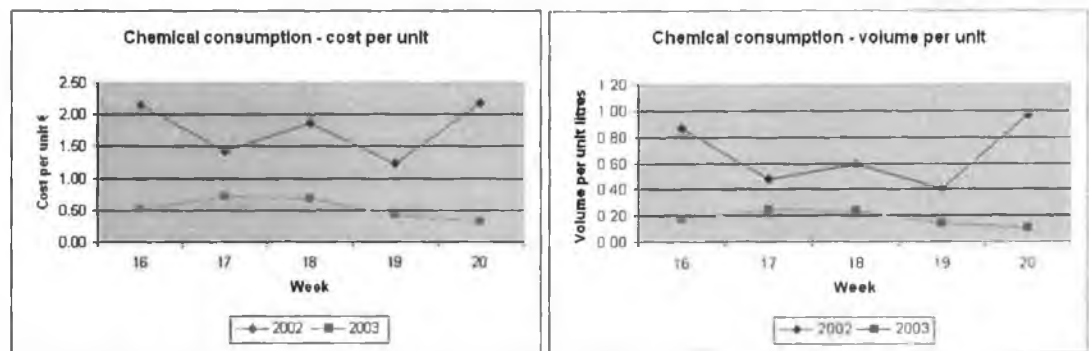 Chemical consumption - cost per unit
2.50
2.00
1.50
1.00
0.50
0.00
Cost per unit €
16 17 18 19 20
Week
2002 2003
Chemical consumption - volume per unit
1 20
1 00
0 80
0 60
0 40
0 20
0 00
Volume per unit litres
16 17 18 19 20
Week
2002 2003